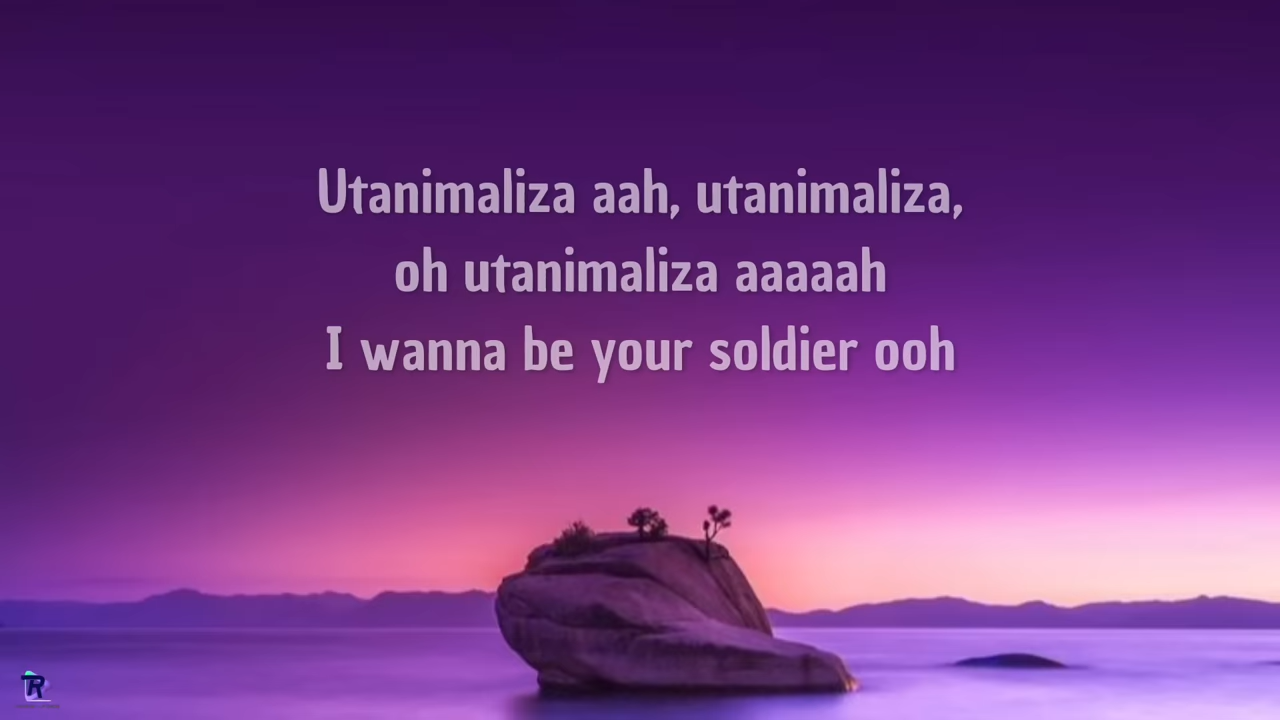 Utanimaliza aah, utanimaliza,
oh utanimaliza aaaaah
I wanna be your soldier ooh